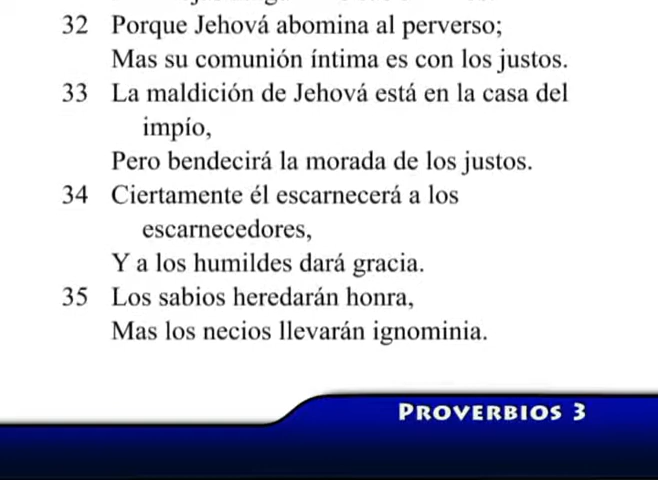 32 Porque Jehová abomina al perverso;
Mas su comunión íntima es con los justos.
33 La maldición de Jehová está en la casa del
impío,
Pero bendecirá la morada de los justos.
34 Ciertamente él escarnecerá a los
escarnecedores,
Y a los humildes dará gracia.
35 Los sabios heredarán honra,
Mas los necios llevarán ignominia.
PROVERBIOS 3